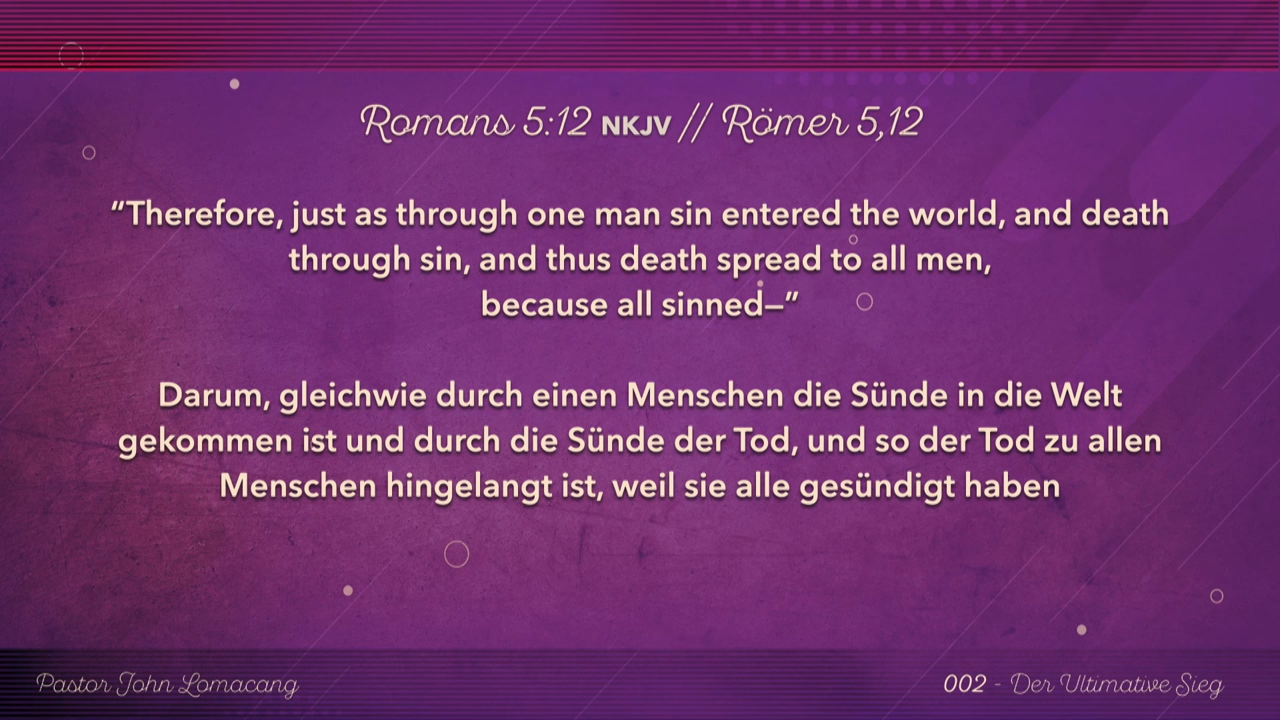 Romans 5:12 NKJV // Römer 5,12
“Therefore, just as through one man sin entered the world, and death
through sin, and thus death spread to all men,
because all sinned—”
Darum, gleichwie durch einen Menschen die Sünde in die Welt
gekommen ist und durch die Sünde der Tod, und so der Tod zu allen
Menschen hingelangt ist, weil sie alle gesündigt haben
Pastor John Lomacang
002 - Der Ultimative Sieg